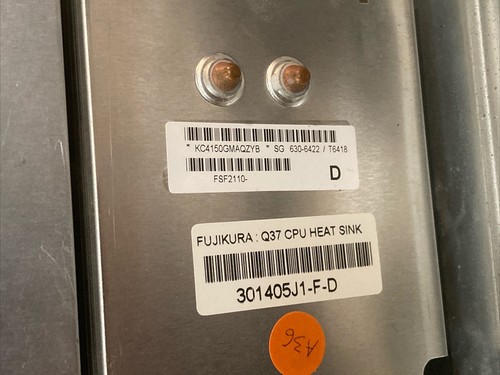 * KC4150GMAQZYB * SG 630-6422 / T6418
FSF2110-
D
FUJIKURA : Q37 CPU HEAT SINK
301405J1-F-D
A36